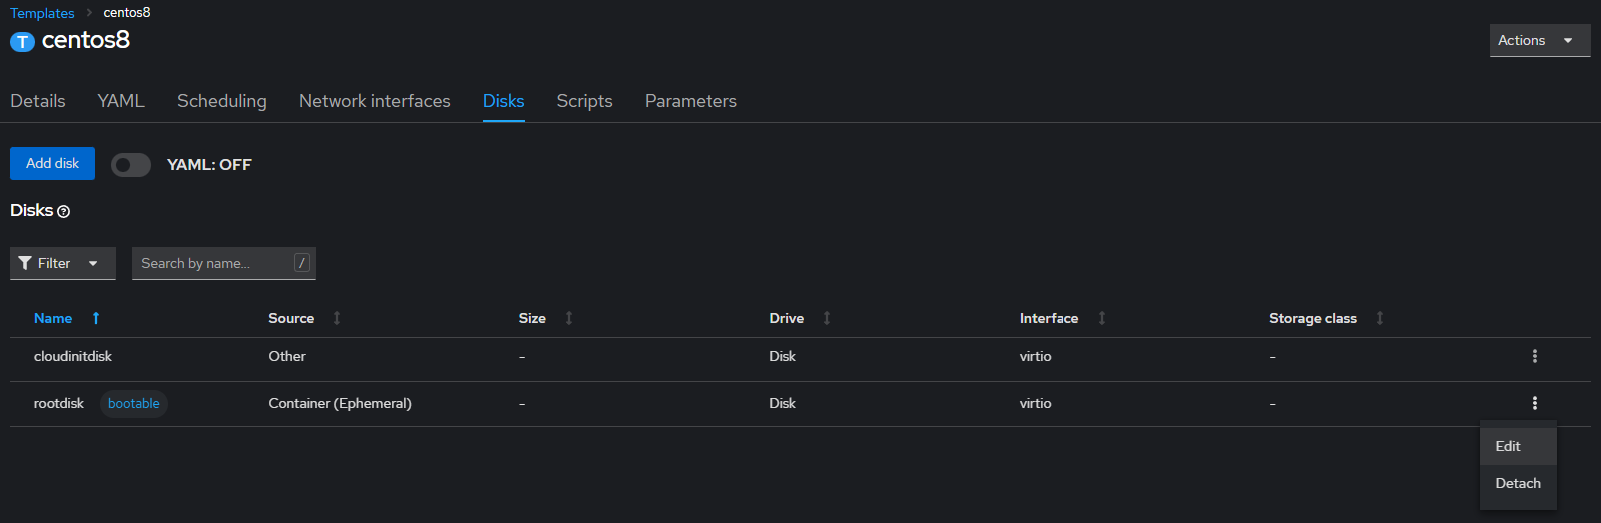 Templates > centos8
T centos8
Actions
Details YAML Scheduling Network interfaces Disks Scripts Parameters
Add disk YAML: OFF
Disks ?
Filter Search by name... /
Name Source Size Drive Interface Storage class
cloudinitdisk Other - Disk virtio -
rootdisk bootable Container (Ephemeral) - Disk virtio -
Edit
Detach